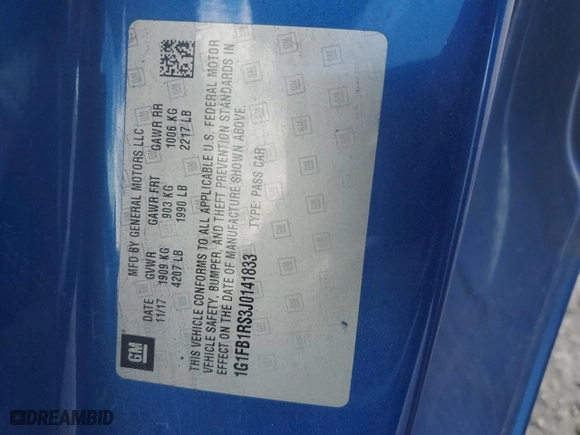 MFD BY GENERAL MOTORS LLC
DATE GVWR GAWR FRT GAWR RR
11/17 1909 KG 903 KG 1006 KG
4207 LB 1990 LB 2217 LB
THIS VEHICLE CONFORMS TO ALL APPLICABLE U.S. FEDERAL MOTOR
VEHICLE SAFETY, BUMPER, AND THEFT PREVENTION STANDARDS IN
EFFECT ON THE DATE OF MANUFACTURE SHOWN ABOVE.
1G1FB1RS3J0141833 TYPE: PASS CAR
GM
DREAMBID